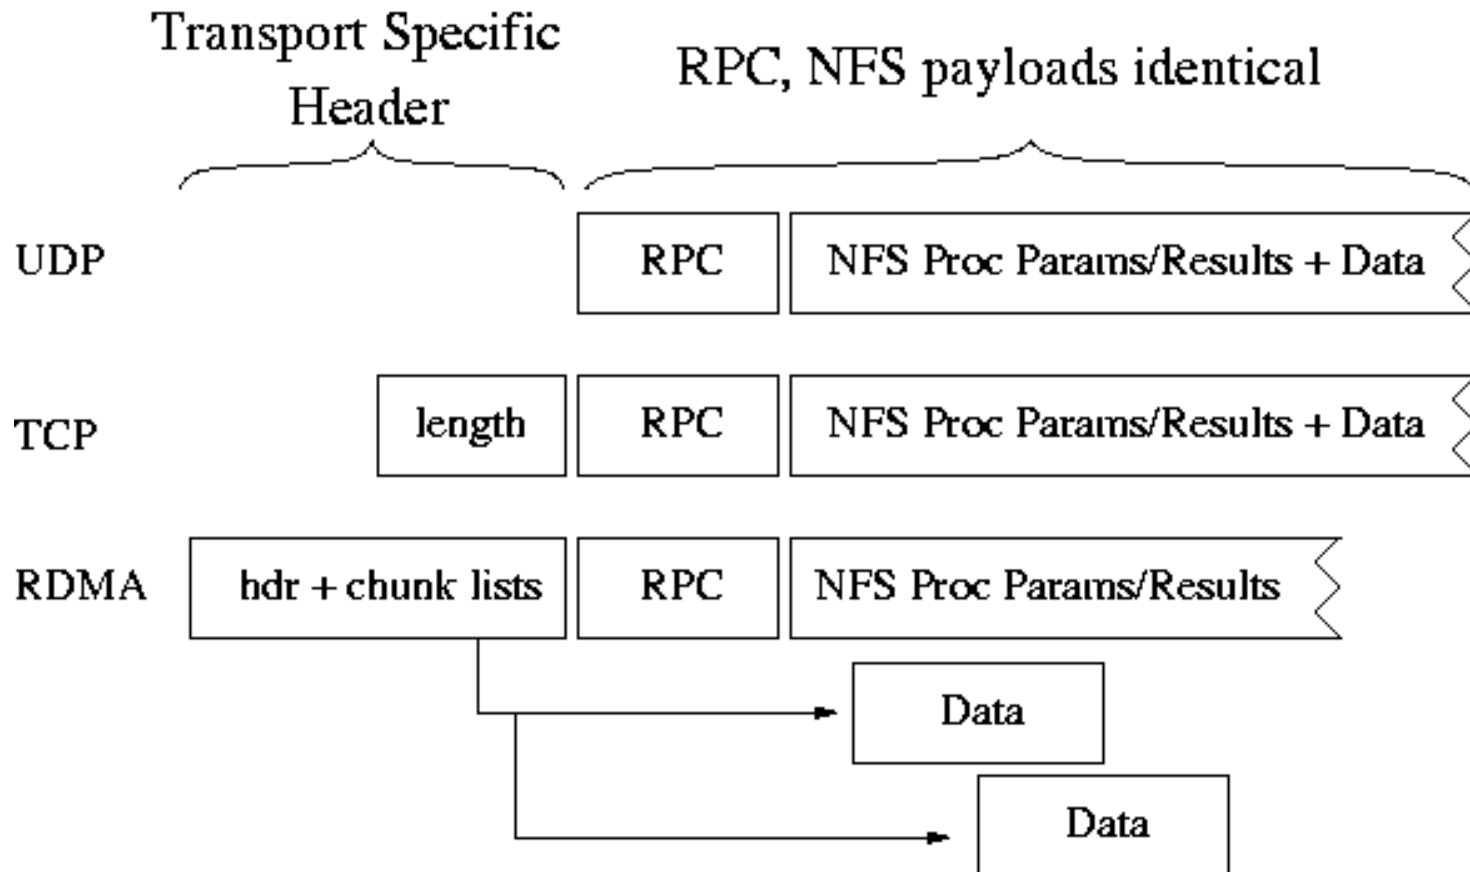 Transport Specific
Header
RPC, NFS payloads identical
UDP
RPC
NFS Proc Params/Results + Data
TCP
length
RPC
NFS Proc Params/Results + Data
RDMA
hdr + chunk lists
RPC
NFS Proc Params/Results
Data
Data